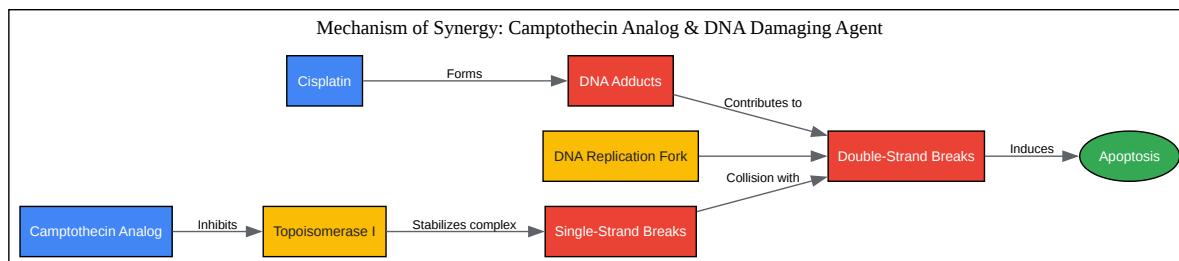 Mechanism of Synergy: Camptothecin Analog & DNA Damaging Agent
Cisplatin
Forms
DNA Adducts
Contributes to
DNA Replication Fork
Double-Strand Breaks
Induces
Apoptosis
Collision with
Camptothecin Analog
Inhibits
Topoisomerase I
Stabilizes complex
Single-Strand Breaks